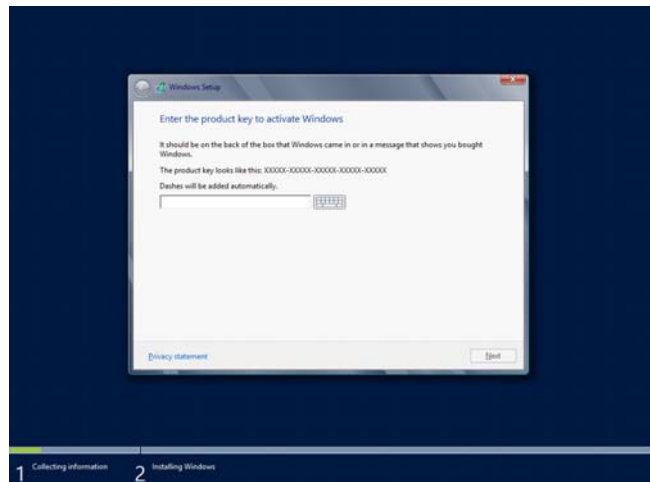 Windows Setup
Enter the product key to activate Windows
It should be on the back of the box that Windows came in or in a message that shows you bought
Windows.
The product key looks like this: XXXXX-XXXXX-XXXXX-XXXXX-XXXXX
Dashes will be added automatically.
Privacy statement
Next
1 Collecting information
2 Installing Windows